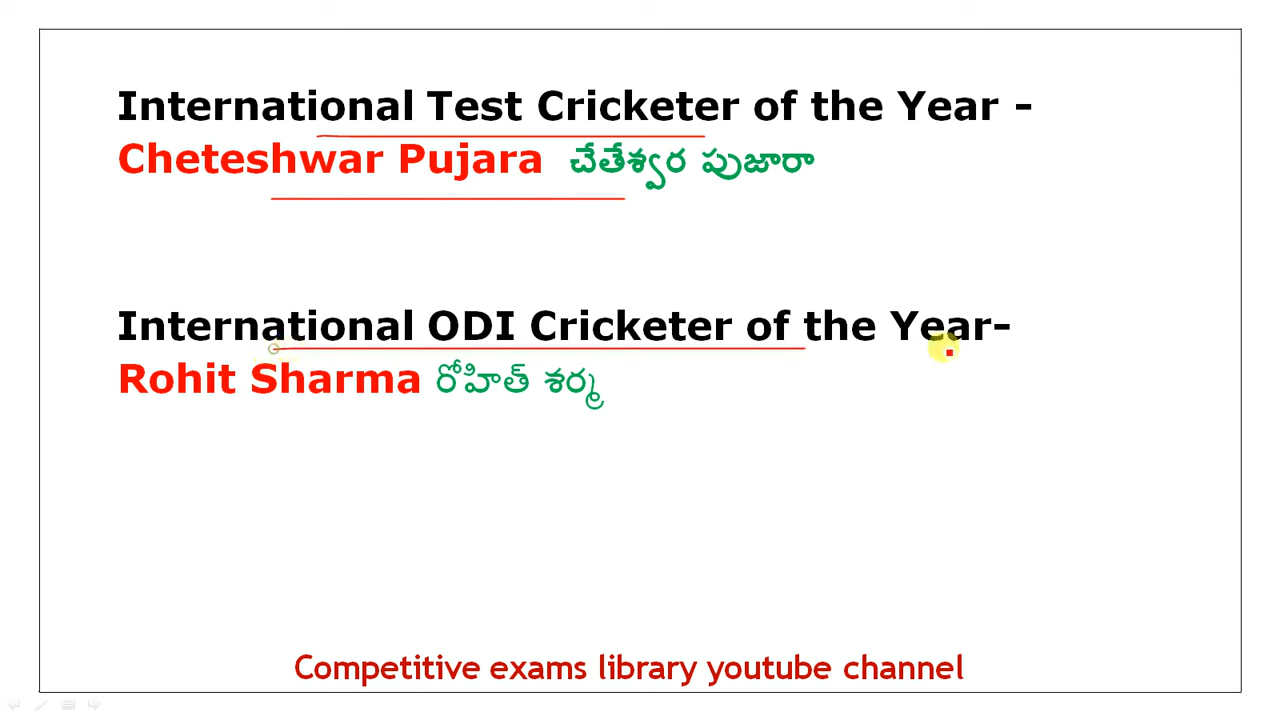 International Test Cricketer of the Year -
Cheteshwar Pujara చేతేశ్వర పుజారా
International ODI Cricketer of the Year-
Rohit Sharma రోహిత్ శర్మ
Competitive exams library youtube channel